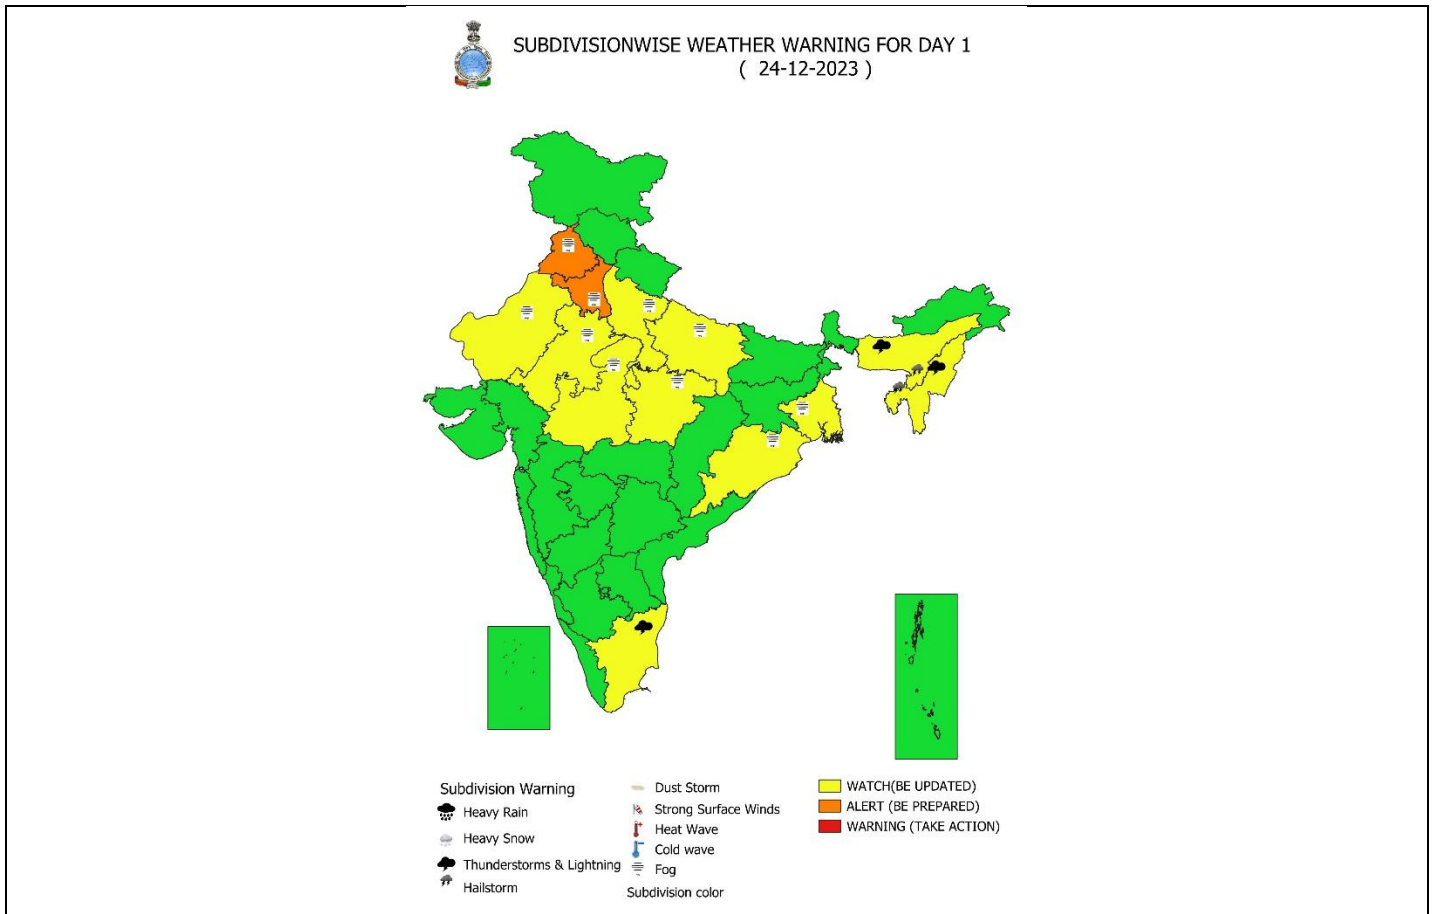 SUBDIVISIONWISE WEATHER WARNING FOR DAY 1
( 24-12-2023 )
Subdivision Warning
Heavy Rain
Heavy Snow
Thunderstorms & Lightning
Hailstorm
Dust Storm
Strong Surface Winds
Heat Wave
Cold wave
Fog
Subdivision color
WATCH(BE UPDATED)
ALERT (BE PREPARED)
WARNING (TAKE ACTION)